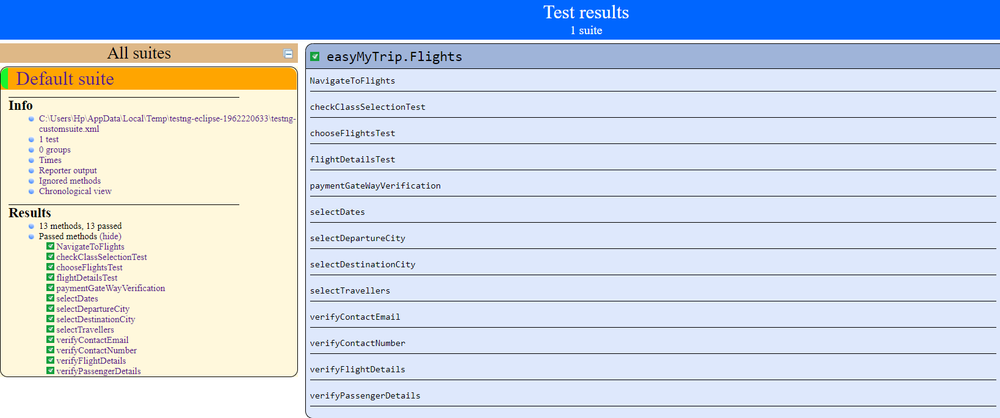 Test results
1 suite
All suites
Default suite
Info
C:\Users\Hp\AppData\Local\Temp\testng-eclipse-1962220633\testng-
customsuite.xml
1 test
0 groups
Times
Reporter output
Ignored methods
Chronological view
Results
13 methods, 13 passed
Passed methods (hide)
NavigateToFlights
checkClassSelectionTest
chooseFlightsTest
flightDetailsTest
paymentGateWayVerification
selectDates
selectDepartureCity
selectDestinationCity
selectTravellers
verifyContactEmail
verifyContactNumber
verifyFlightDetails
verifyPassengerDetails
easyMyTrip.Flights
NavigateToFlights
checkClassSelectionTest
chooseFlightsTest
flightDetailsTest
paymentGateWayVerification
selectDates
selectDepartureCity
selectDestinationCity
selectTravellers
verifyContactEmail
verifyContactNumber
verifyFlightDetails
verifyPassengerDetails